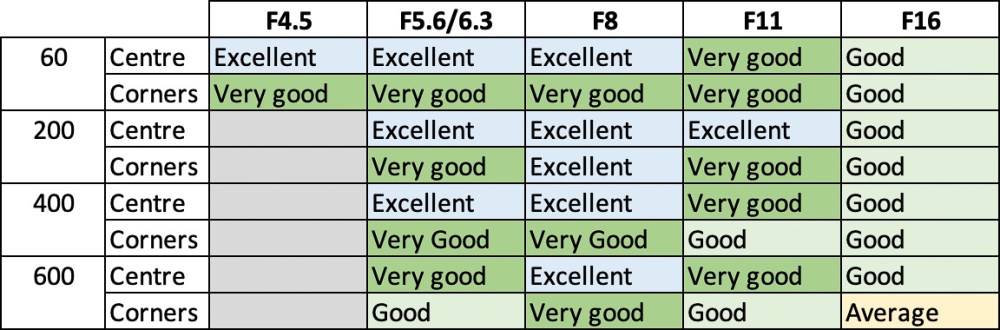 F4.5 F5.6/6.3 F8 F11 F16
60 Centre Excellent Excellent Excellent Very good Good
Corners Very good Very good Very good Very good Good
200 Centre Excellent Excellent Excellent Good
Corners Very good Excellent Very good Good
400 Centre Excellent Excellent Very good Good
Corners Very Good Very Good Good Good
600 Centre Very good Excellent Very good Good
Corners Good Very good Good Average